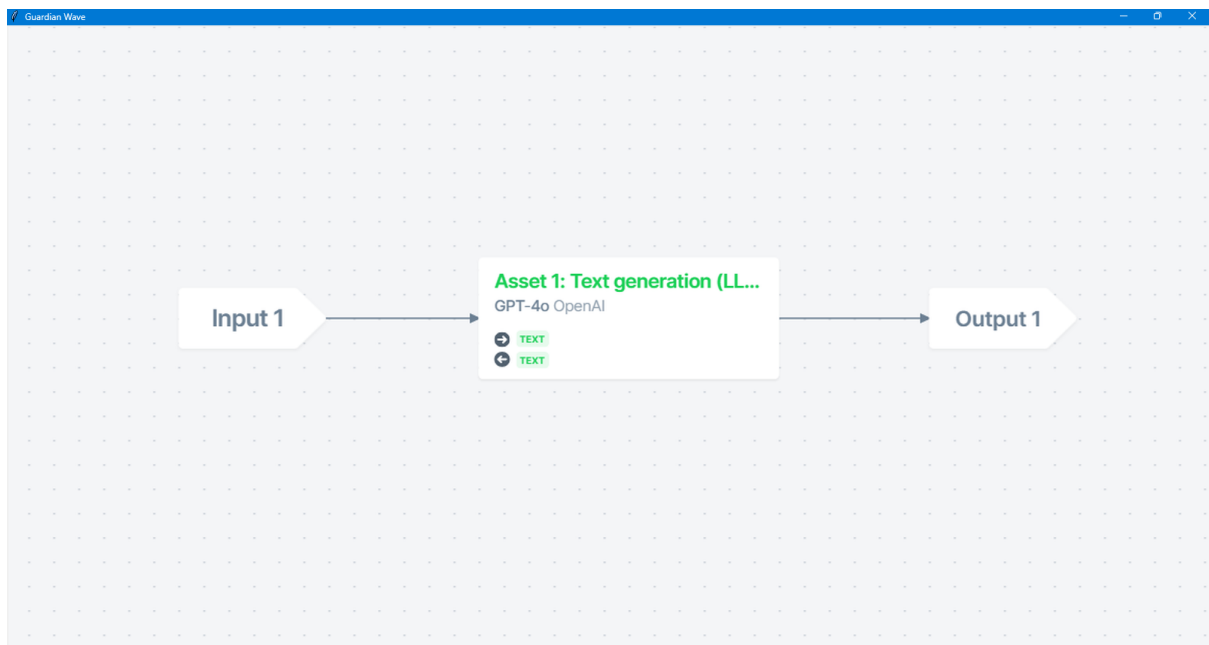 Guardian Wave
Input 1
Asset 1: Text generation (LL...
GPT-4o OpenAI
TEXT
TEXT
Output 1